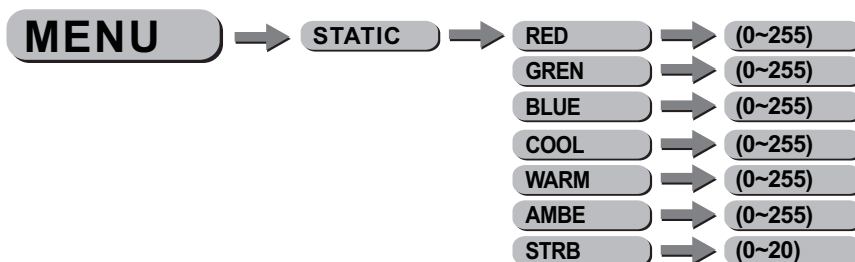 MENU STATIC RED (0~255)
GREN (0~255)
BLUE (0~255)
COOL (0~255)
WARM (0~255)
AMBE (0~255)
STRB (0~20)